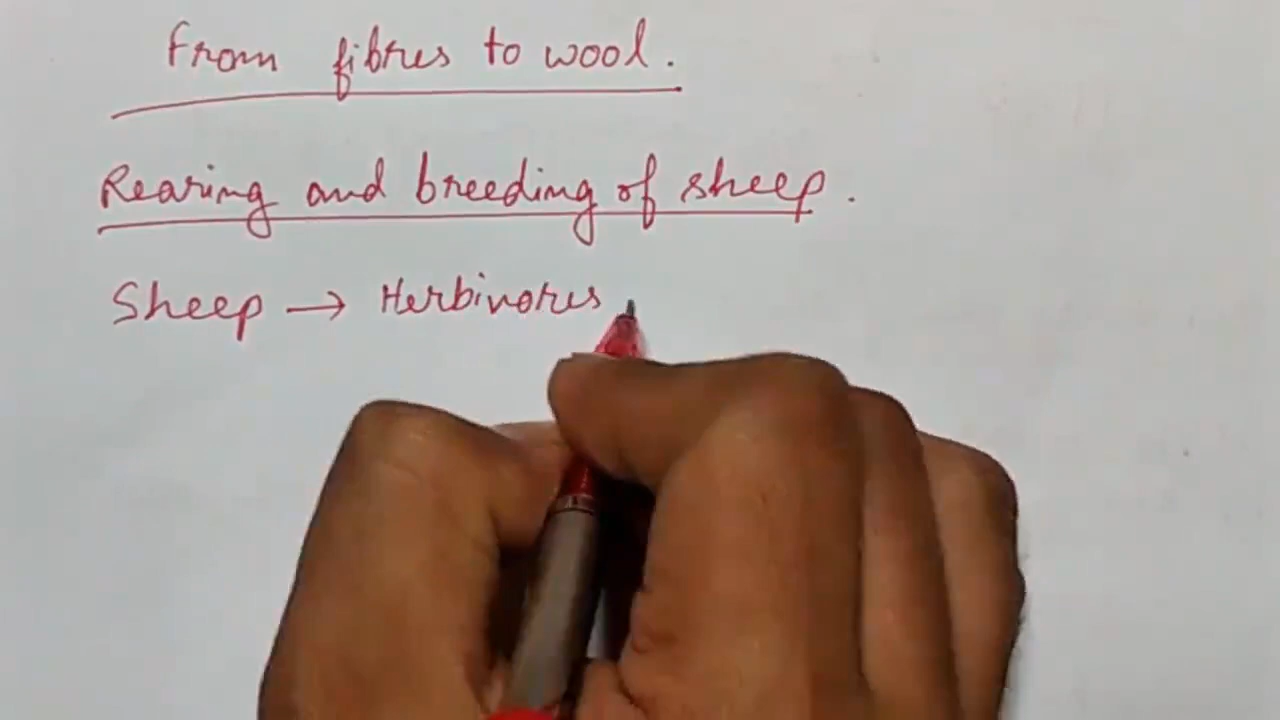 From fibres to wool.
Rearing and breeding of sheep.
Sheep → Herbivores